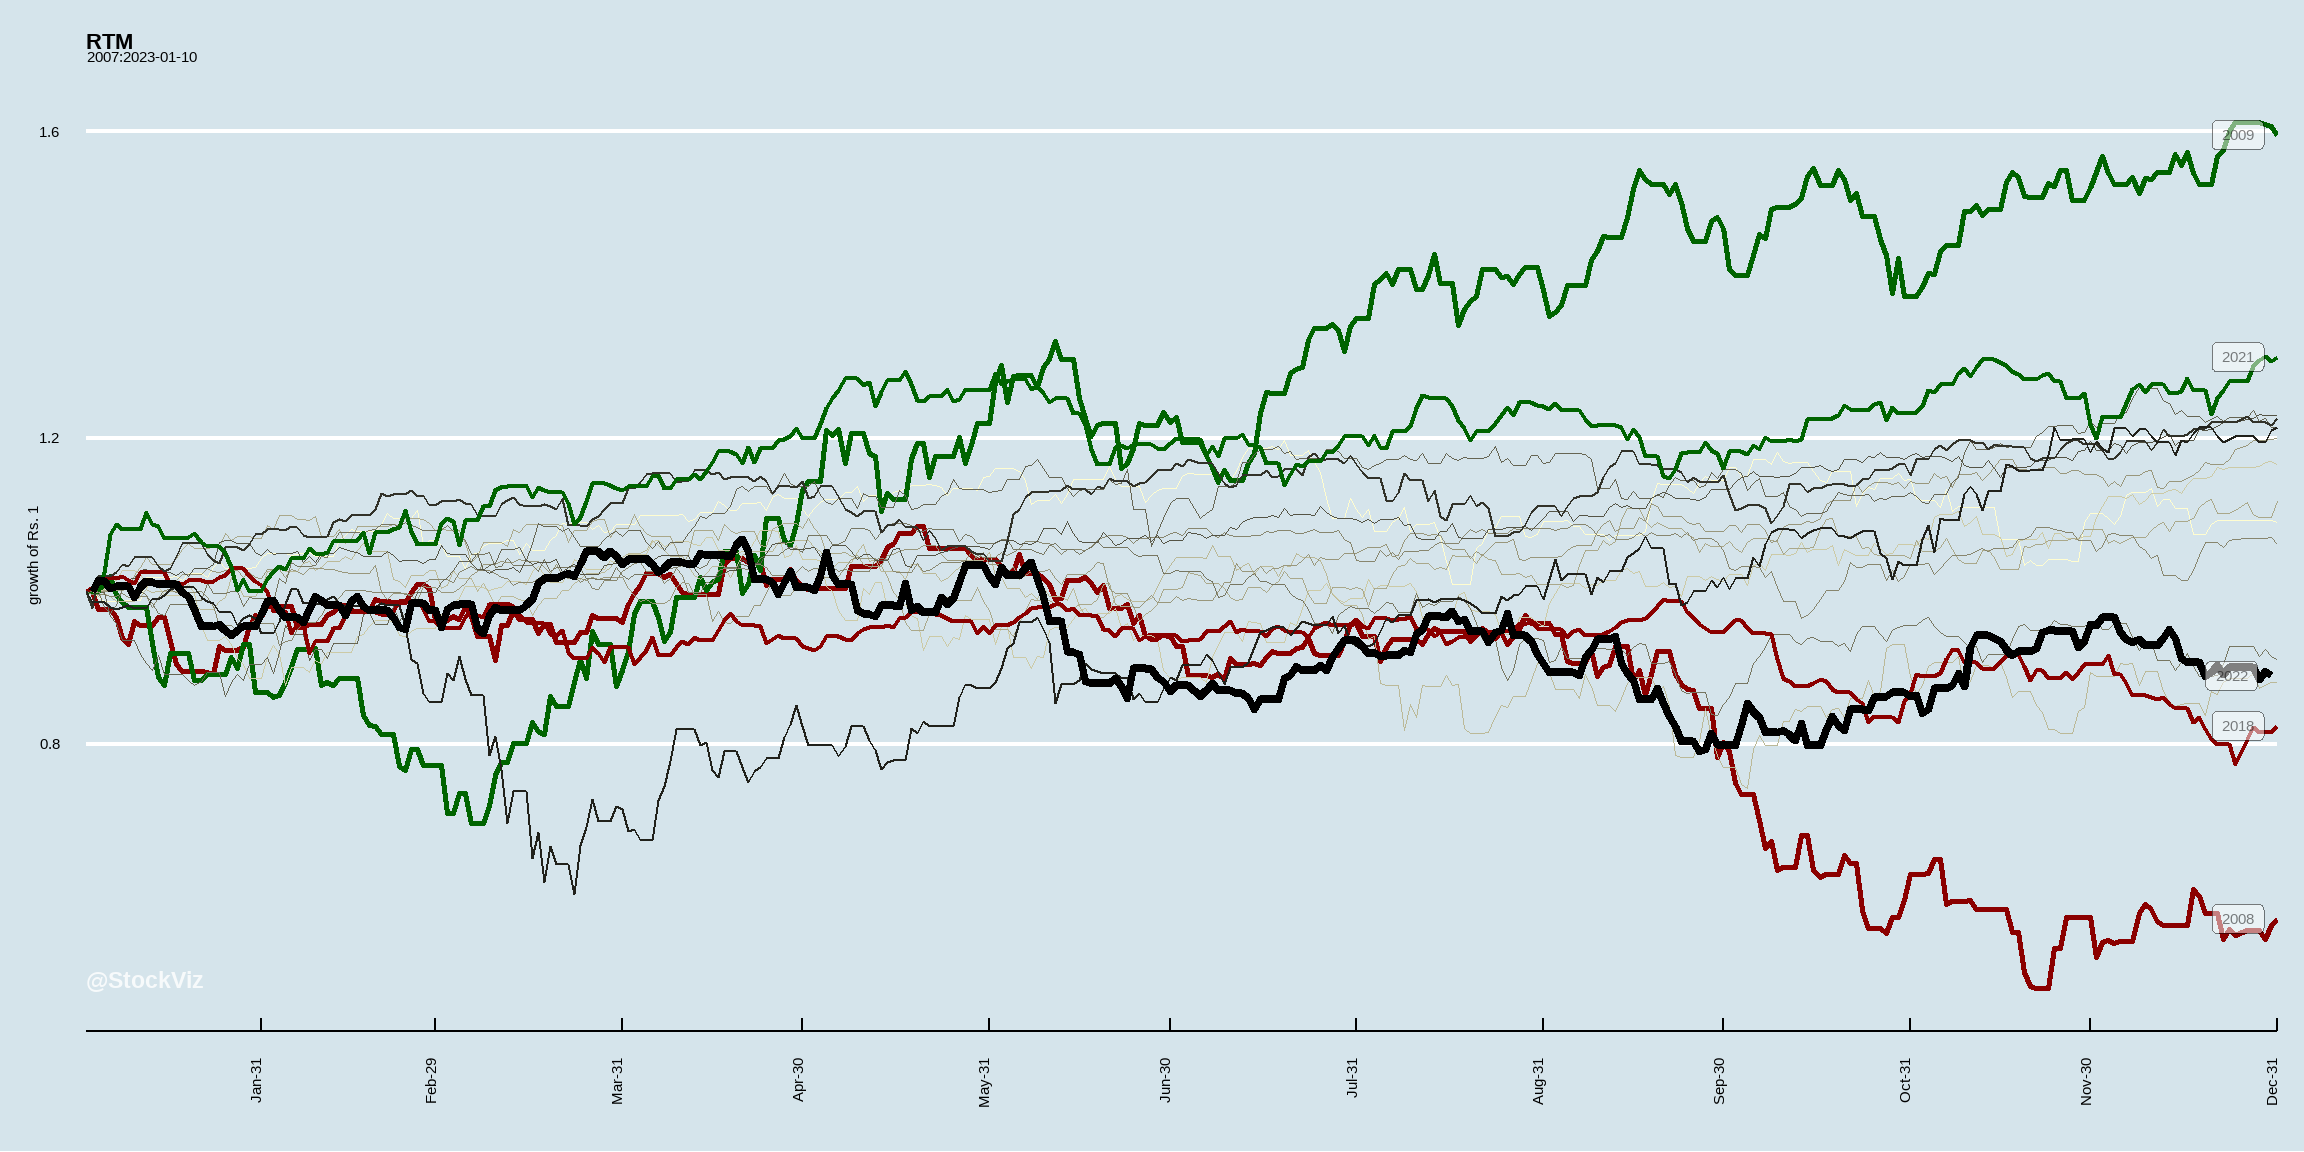 RTM
2007:2023-01-10
1.6
1.2
0.8
growth of Rs. 1
2009
2021
2022
2018
2008
@StockViz
Jan-31
Feb-29
Mar-31
Apr-30
May-31
Jun-30
Jul-31
Aug-31
Sep-30
Oct-31
Nov-30
Dec-31